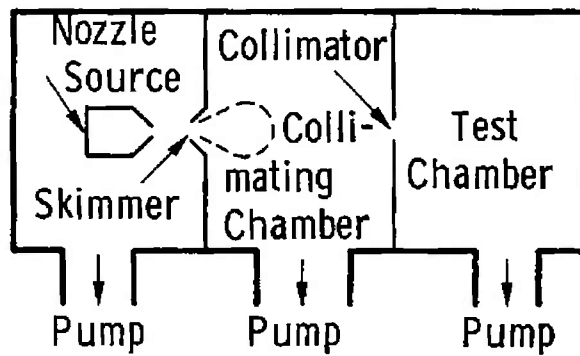 Nozzle
Source
Skimmer
Collimator
Colli-
mating
Chamber
Test
Chamber
Pump
Pump
Pump